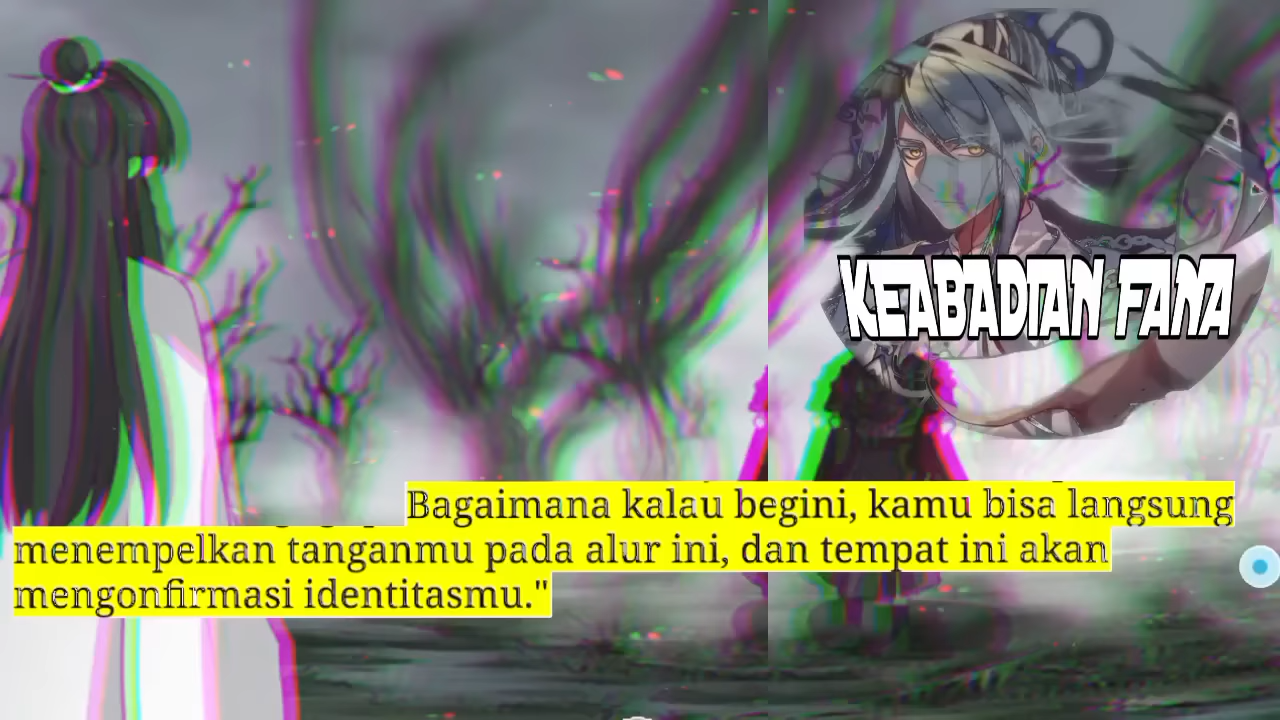 KEABADIAN FANA
Bagaimana kalau begini, kamu bisa langsung
menempelkan tanganmu pada alur ini, dan tempat ini akan
mengonfirmasi identitasmu."